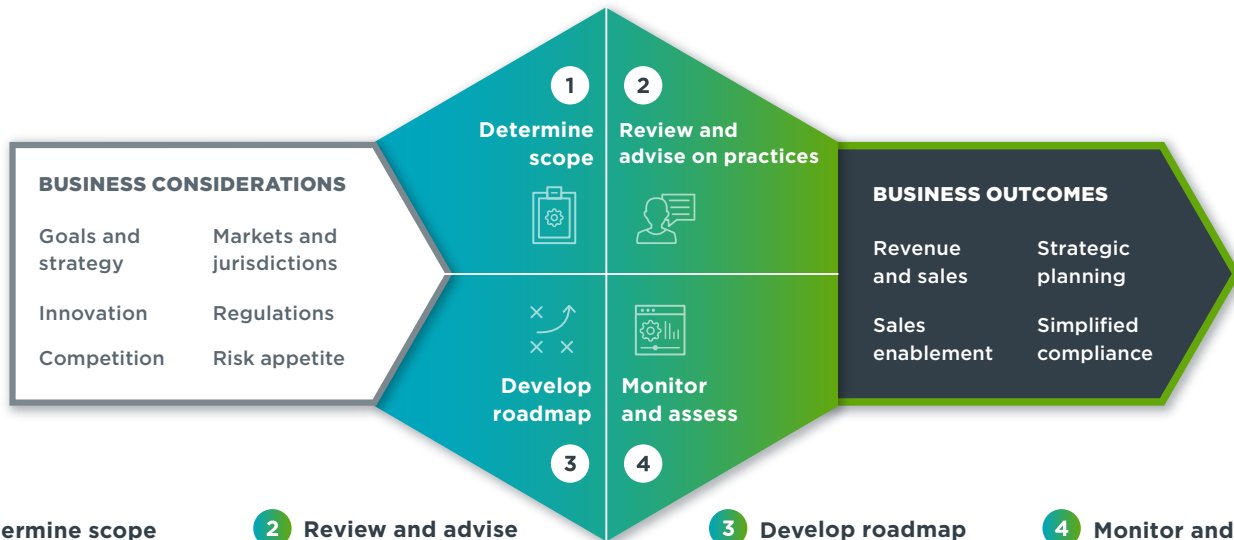 1
2
Determine
scope
Review and
advise on practices
BUSINESS CONSIDERATIONS
Goals and
strategy
Markets and
jurisdictions
Innovation
Regulations
Competition
Risk appetite
BUSINESS OUTCOMES
Revenue
and sales
Strategic
planning
Sales
enablement
Simplified
compliance
Develop
roadmap
Monitor
and assess
3
4
ermine scope
2 Review and advise
3 Develop roadmap
4 Monitor and